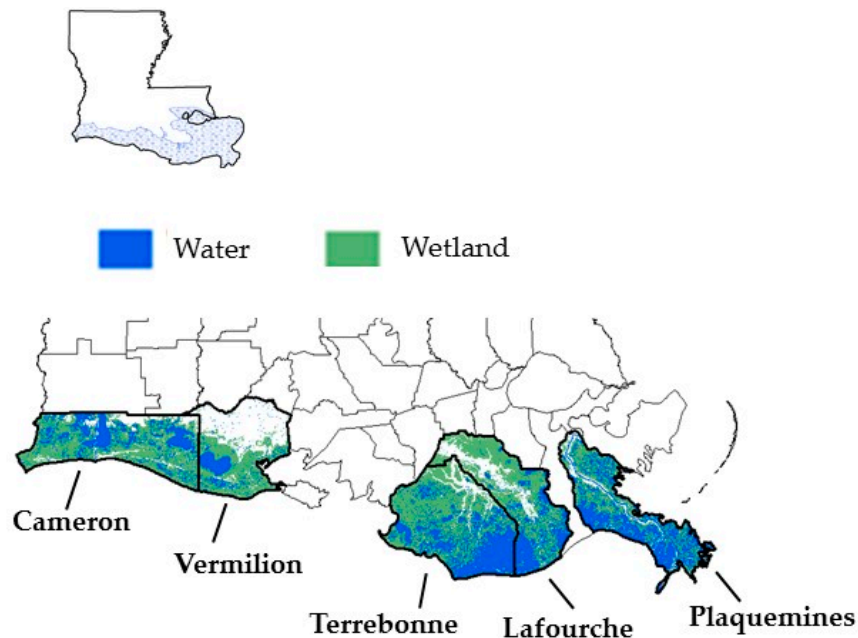 Water
Wetland
Cameron
Vermilion
Terrebonne
Lafourche
Plaquemines